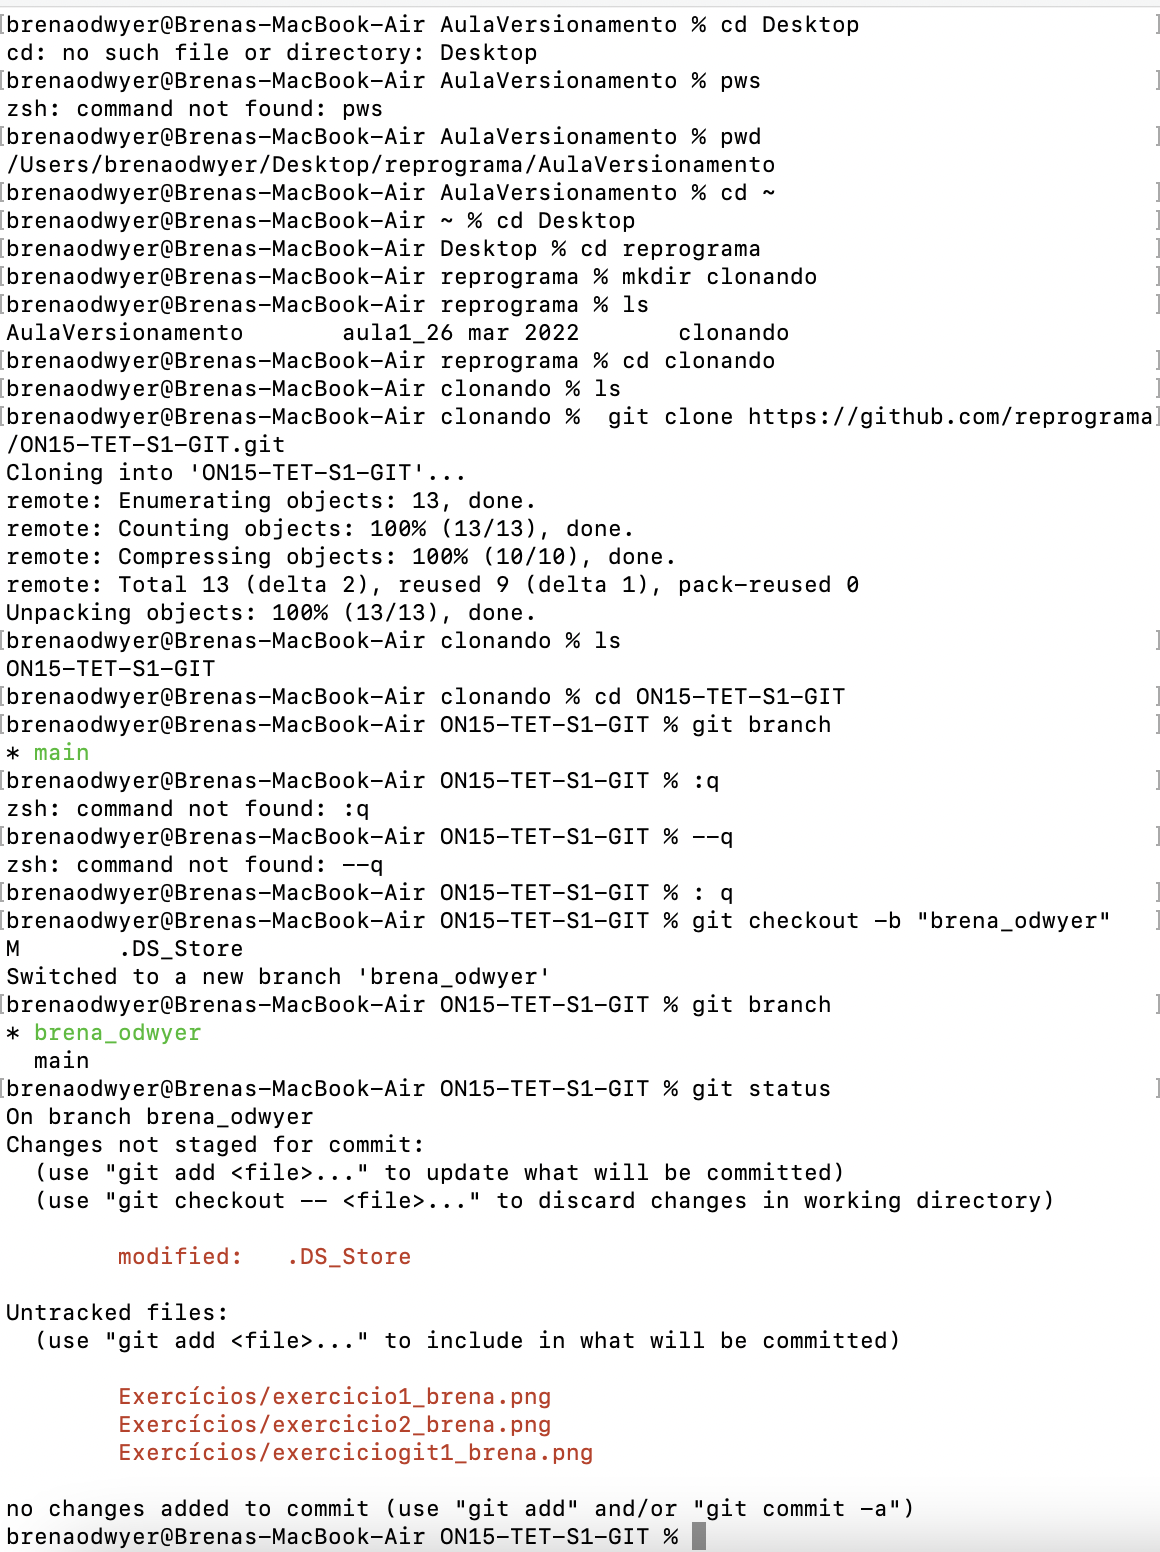 [brenaodwyer@Brenas-MacBook-Air AulaVersionamento % cd Desktop ]
cd: no such file or directory: Desktop
[brenaodwyer@Brenas-MacBook-Air AulaVersionamento % pws ]
zsh: command not found: pws
[brenaodwyer@Brenas-MacBook-Air AulaVersionamento % pwd ]
/Users/brenaodwyer/Desktop/reprograma/AulaVersionamento
[brenaodwyer@Brenas-MacBook-Air AulaVersionamento % cd ~ ]
[brenaodwyer@Brenas-MacBook-Air ~ % cd Desktop ]
[brenaodwyer@Brenas-MacBook-Air Desktop % cd reprograma ]
[brenaodwyer@Brenas-MacBook-Air reprograma % mkdir clonando ]
[brenaodwyer@Brenas-MacBook-Air reprograma % ls ]
AulaVersionamento       aula1_26 mar 2022       clonando
[brenaodwyer@Brenas-MacBook-Air reprograma % cd clonando ]
[brenaodwyer@Brenas-MacBook-Air clonando % ls ]
[brenaodwyer@Brenas-MacBook-Air clonando %  git clone https://github.com/reprograma]
/ON15-TET-S1-GIT.git
Cloning into 'ON15-TET-S1-GIT'...
remote: Enumerating objects: 13, done.
remote: Counting objects: 100% (13/13), done.
remote: Compressing objects: 100% (10/10), done.
remote: Total 13 (delta 2), reused 9 (delta 1), pack-reused 0
Unpacking objects: 100% (13/13), done.
[brenaodwyer@Brenas-MacBook-Air clonando % ls ]
ON15-TET-S1-GIT
[brenaodwyer@Brenas-MacBook-Air clonando % cd ON15-TET-S1-GIT ]
[brenaodwyer@Brenas-MacBook-Air ON15-TET-S1-GIT % git branch ]
* main
[brenaodwyer@Brenas-MacBook-Air ON15-TET-S1-GIT % :q ]
zsh: command not found: :q
[brenaodwyer@Brenas-MacBook-Air ON15-TET-S1-GIT % --q ]
zsh: command not found: --q
[brenaodwyer@Brenas-MacBook-Air ON15-TET-S1-GIT % : q ]
[brenaodwyer@Brenas-MacBook-Air ON15-TET-S1-GIT % git checkout -b "brena_odwyer" ]
M       .DS_Store
Switched to a new branch 'brena_odwyer'
[brenaodwyer@Brenas-MacBook-Air ON15-TET-S1-GIT % git branch ]
* brena_odwyer
  main
[brenaodwyer@Brenas-MacBook-Air ON15-TET-S1-GIT % git status ]
On branch brena_odwyer
Changes not staged for commit:
  (use "git add <file>..." to update what will be committed)
  (use "git checkout -- <file>..." to discard changes in working directory)
        modified:   .DS_Store
Untracked files:
  (use "git add <file>..." to include in what will be committed)
        Exercícios/exercicio1_brena.png
        Exercícios/exercicio2_brena.png
        Exercícios/exerciciogit1_brena.png
no changes added to commit (use "git add" and/or "git commit -a")
brenaodwyer@Brenas-MacBook-Air ON15-TET-S1-GIT %